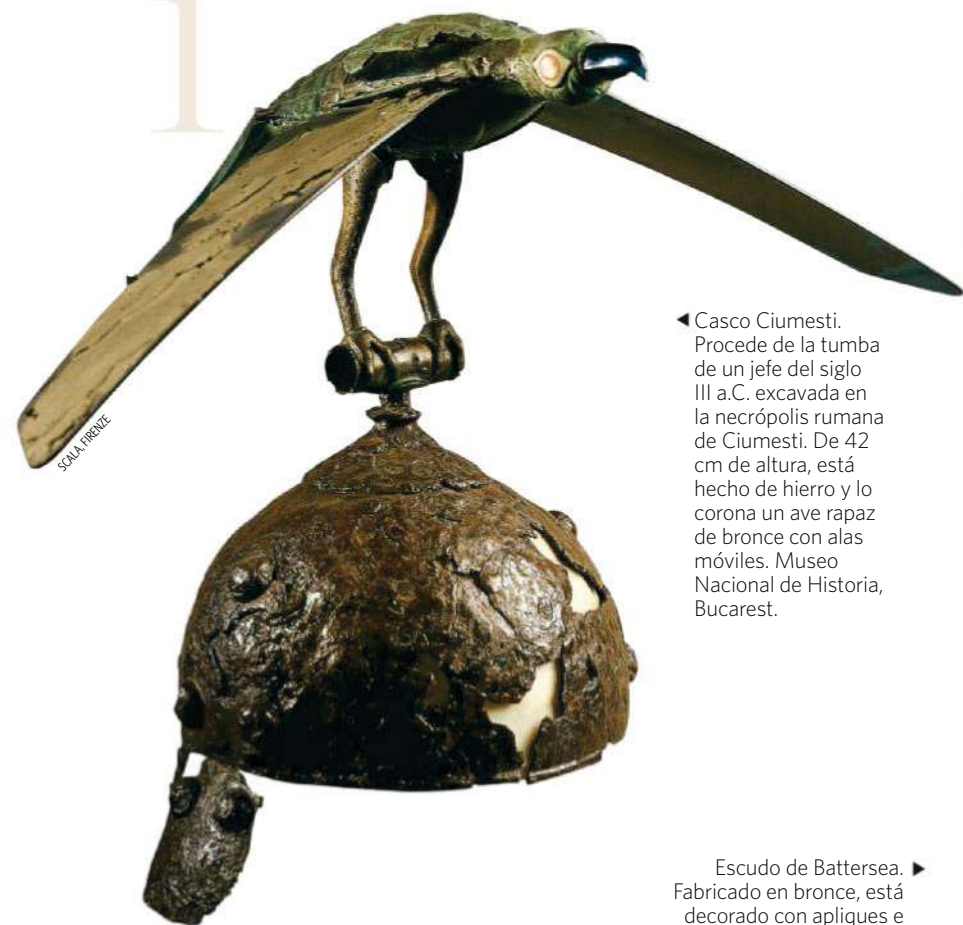 SCALA, FIRENZE
◀ Casco Ciumesti.
Procede de la tumba
de un jefe del siglo
III a.C. excavada en
la necrópolis rumana
de Ciumesti. De 42
cm de altura, está
hecho de hierro y lo
corona un ave rapaz
de bronce con alas
móviles. Museo
Nacional de Historia,
Bucarest.
Escudo de Battersea. ▶
Fabricado en bronce, está
decorado con apliques e